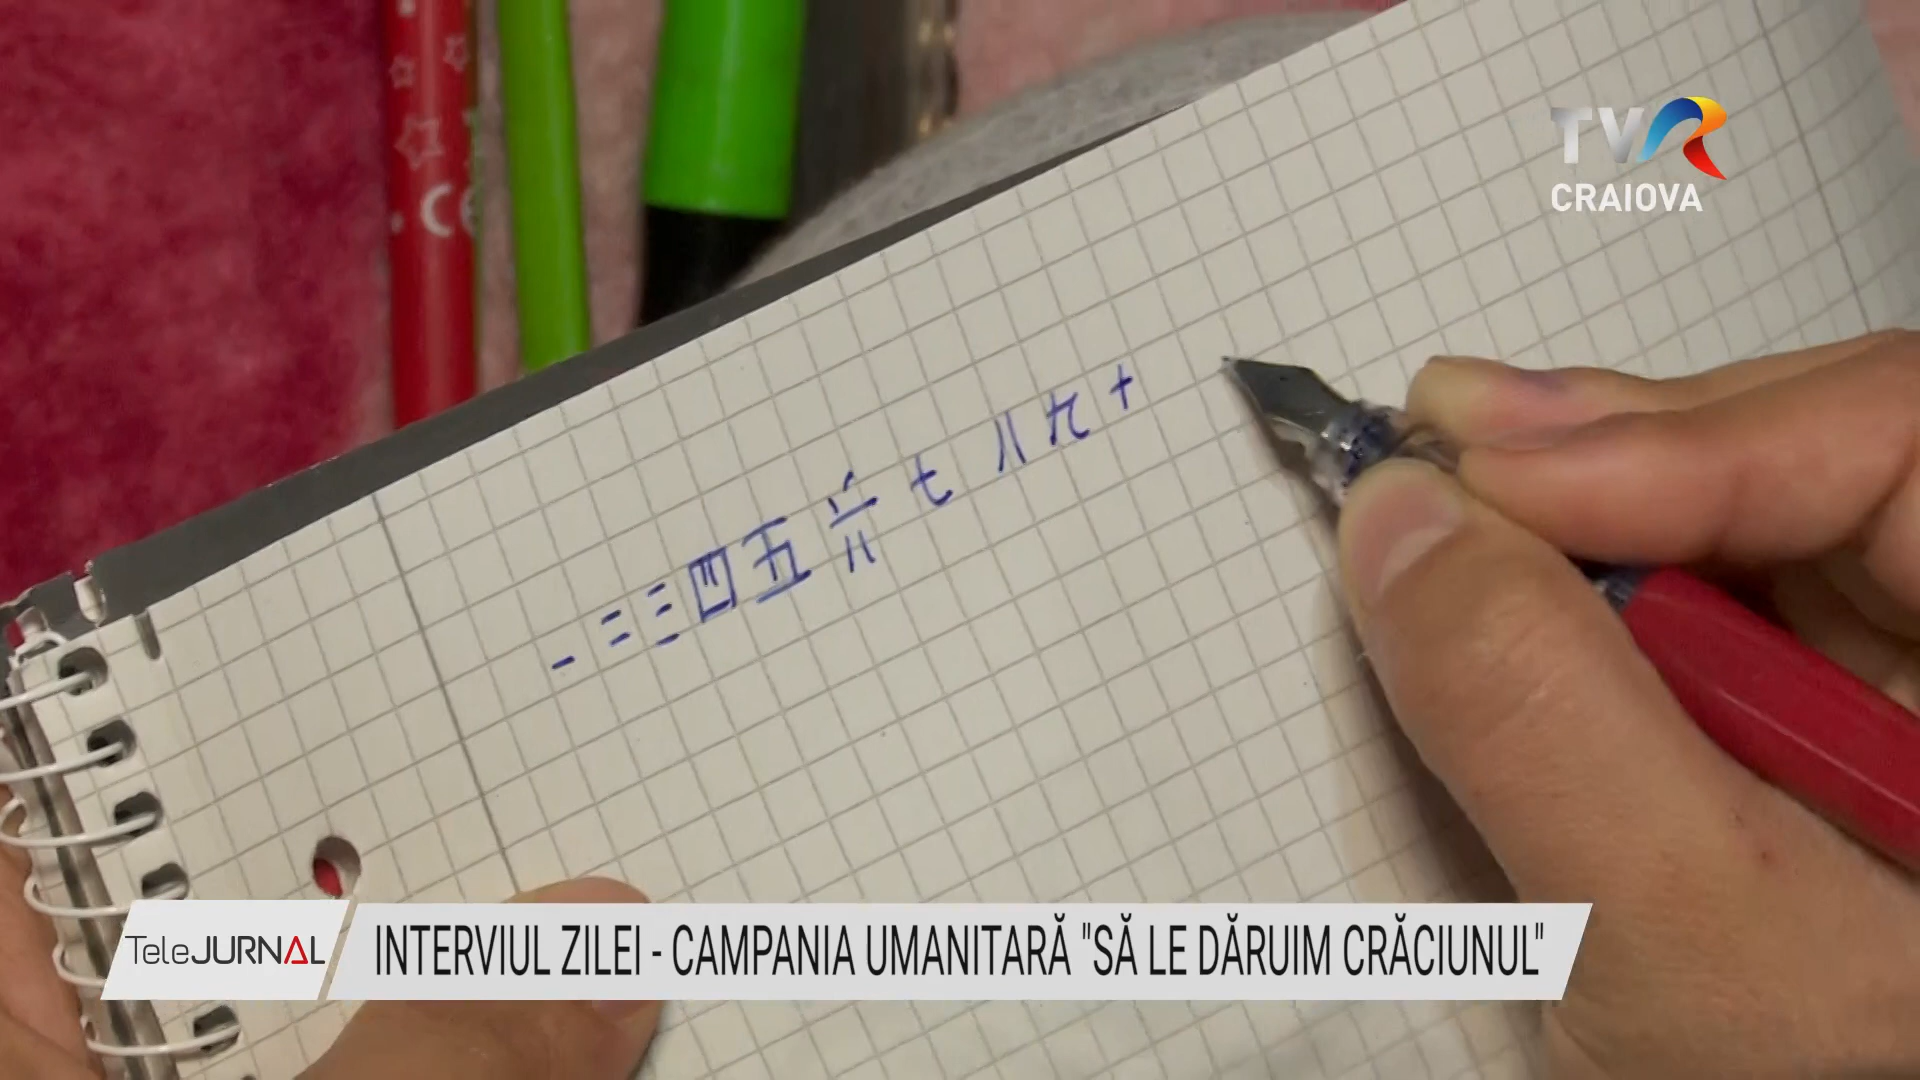 TVR
CRAIOVA
CE
一 二 三 四 五 六 七 八 九 十
TeleJURNAL
INTERVIUL ZILEI - CAMPANIA UMANITARĂ "SĂ LE DĂRUIM CRĂCIUNUL"